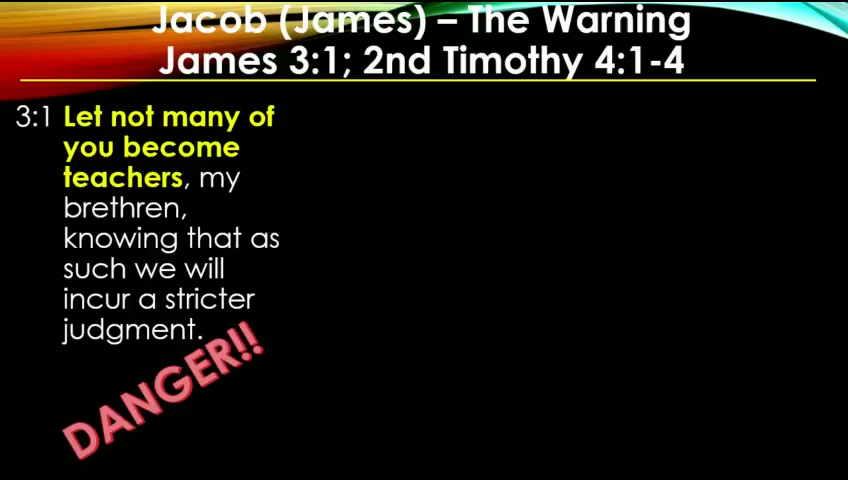 Jacob (James) – The Warning
James 3:1; 2nd Timothy 4:1-4
3:1 Let not many of
you become
teachers, my
brethren,
knowing that as
such we will
incur a stricter
judgment.
DANGER!!